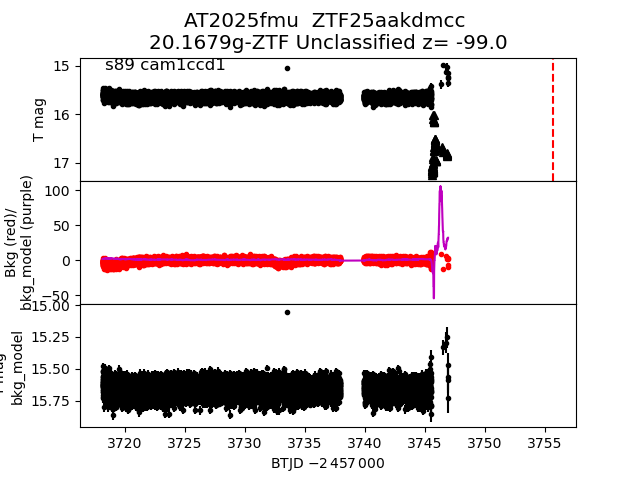 AT2025fmu  ZTF25aakdmcc
20.1679g-ZTF Unclassified z= -99.0
s89 cam1ccd1
T mag
15
16
17
Bkg (red)/
bkg_model (purple)
100
50
0
−50
bkg_model
15.00
15.25
15.50
15.75
3720
3725
3730
3735
3740
3745
3750
3755
BTJD −2 457 000